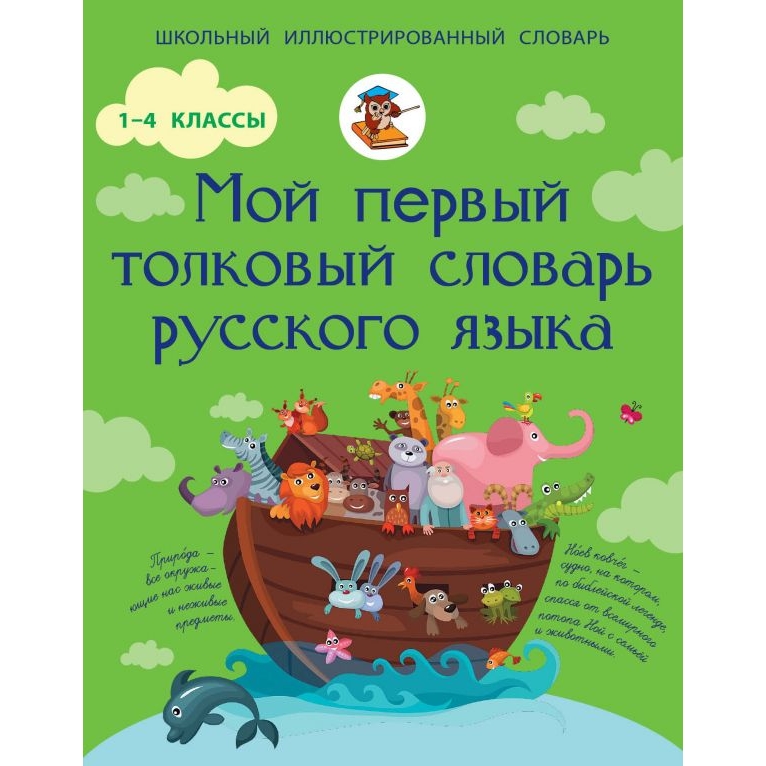 ШКОЛЬНЫЙ ИЛЛЮСТРИРОВАННЫЙ СЛОВАРЬ
1–4 КЛАССЫ
Мой первый
толковый словарь
русского языка
Приро́да –
все окружа-
ющие нас живые
и неживые
предметы.
Но́ев ковче́г –
судно, на котором,
по библейской легенде,
спасся от всемирного
потопа Ной с семьёй
и животными.